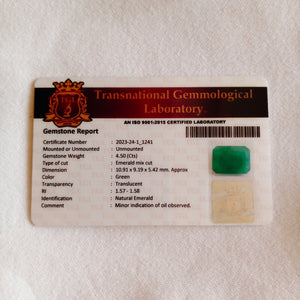 TGL
Transnational Gemmological
Laboratory
AN ISO 9001:2015 CERTIFIED LABORATORY
Gemstone Report
Certificate Number : 2023-24-1_1241
Mounted or Unmounted : Unmounted
Gemstone Weight : 4.50 (Cts)
Type of cut : Emerald mix cut
Dimension : 10.91 x 9.19 x 5.42 mm. Approx
Color : Green
Transparency : Translucent
RI : 1.57 - 1.58
Identification : Natural Emerald
Comment : Minor indication of oil observed.